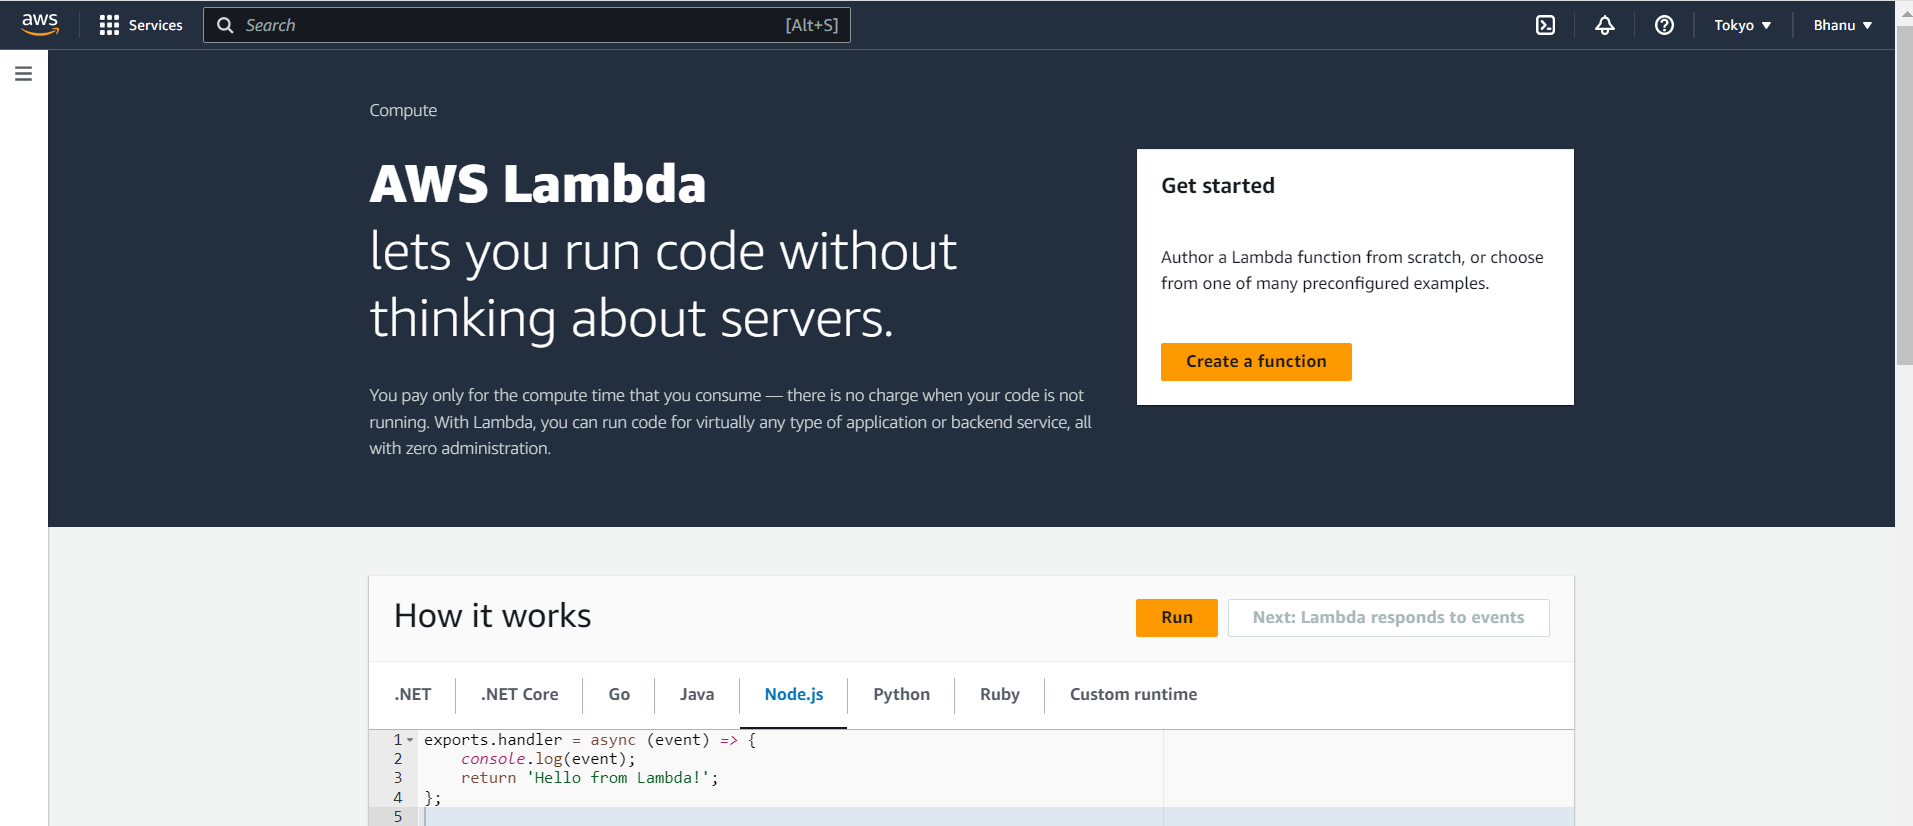 aws
Services
Search
[Alt+S]
Tokyo
Bhanu
Compute
AWS Lambda
lets you run code without
thinking about servers.
You pay only for the compute time that you consume — there is no charge when your code is not
running. With Lambda, you can run code for virtually any type of application or backend service, all
with zero administration.
Get started
Author a Lambda function from scratch, or choose
from one of many preconfigured examples.
Create a function
How it works
Run
Next: Lambda responds to events
.NET
.NET Core
Go
Java
Node.js
Python
Ruby
Custom runtime
1 exports.handler = async (event) => {
2 console.log(event);
3 return 'Hello from Lambda!';
4 };
5